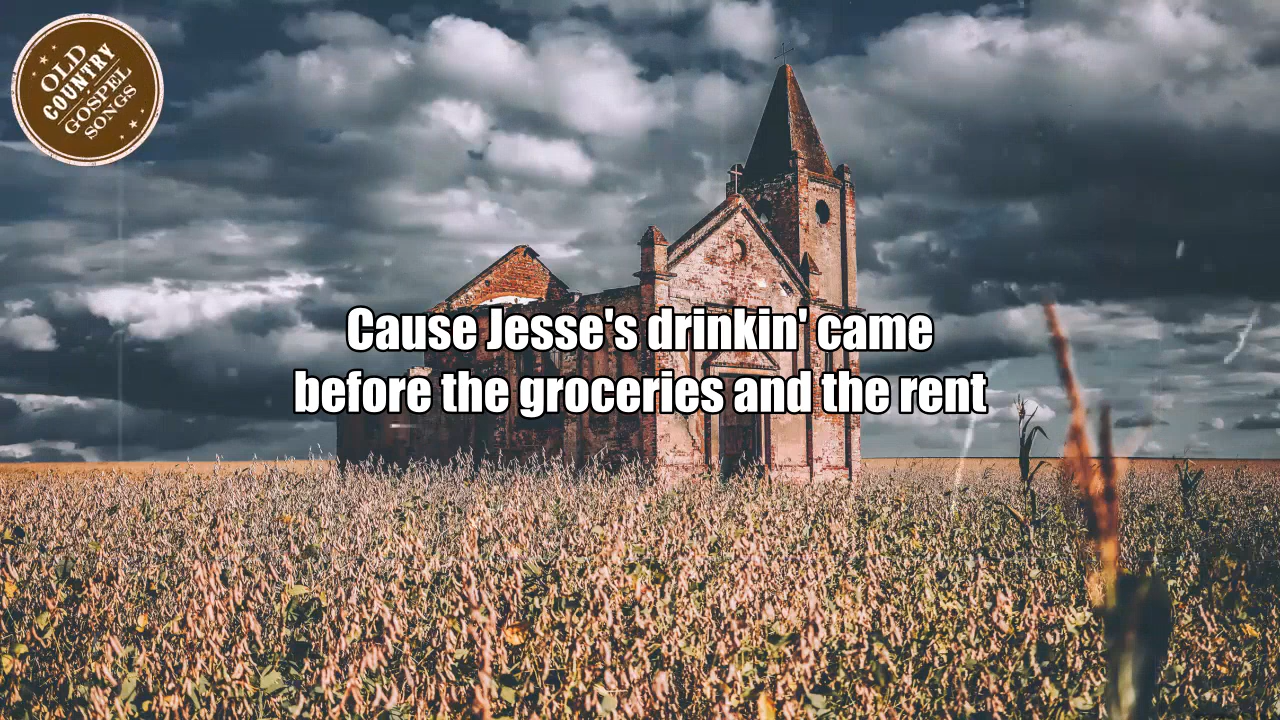 OLD
COUNTRY
GOSPEL
SONGS
Cause Jesse's drinkin' came
before the groceries and the rent